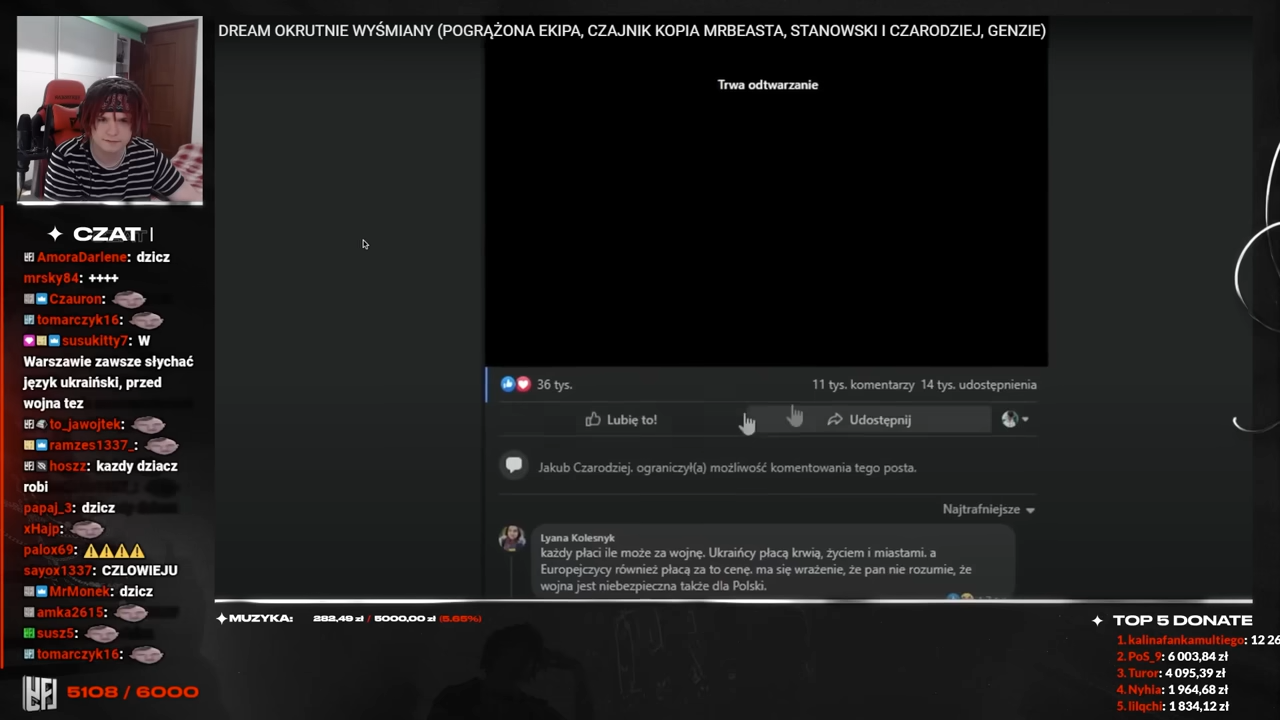 DREAM OKRUTNIE WYŚMIANY (POGRĄŻONA EKIPA, CZAJNIK KOPIA MRBEASTA, STANOWSKI I CZARODZIEJ, GENZIE)
Trwa odtwarzanie
36 tys.
11 tys. komentarzy 14 tys. udostępnienia
Lubię to!
Udostępnij
Jakub Czarodziej. ograniczył(a) możliwość komentowania tego posta.
Najtrafniejsze
Lyana Kolesnyk
każdy płaci ile może za wojnę. Ukraińcy płacą krwią, życiem i miastami. a
Europejczycy również płacą za to cenę. ma się wrażenie, że pan nie rozumie, że
wojna jest niebezpieczna także dla Polski.
CZAT
AmoraDarlene: dzicz
mrsky84: ++++
Czauron:
tomarczyk16:
susukitty7: W
Warszawie zawsze słychać
język ukraiński, przed
wojna tez
to_jawojtek:
ramzes1337_:
hoszz: kazdy dziacz
robi
papaj_3: dzicz
xHajp:
palox69: ⚠⚠⚠⚠
sayox1337: CZLOWIEJU
MrMonek: dzicz
amka2615:
susz5:
tomarczyk16:
5108 / 6000
MUZYKA: 282,49 zł / 5000,00 zł (5.65%)
TOP 5 DONATE
1. kalinafankamultiego: 12 26
2. PoS_9: 6 003,84 zł
3. Turor: 4 095,39 zł
4. Nyhia: 1 964,68 zł
5. lilqchi: 1 834,12 zł